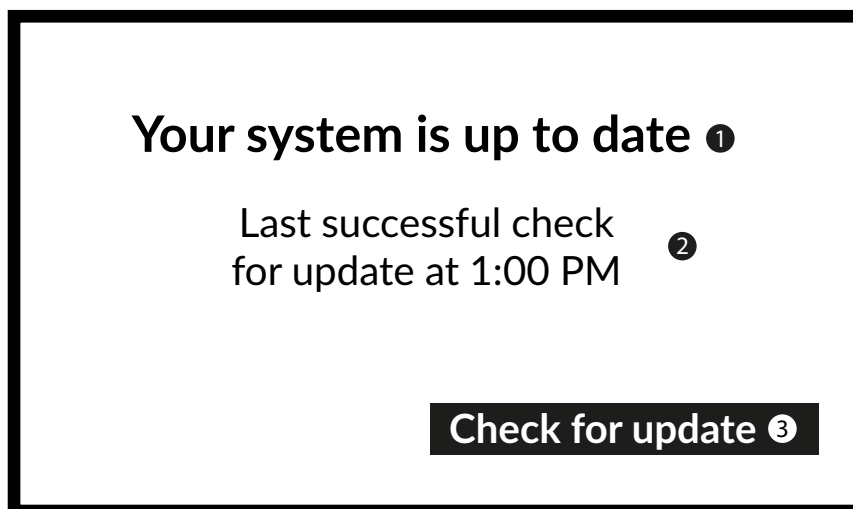 Your system is up to date ❶
Last successful check
for update at 1:00 PM ❷
Check for update ❸